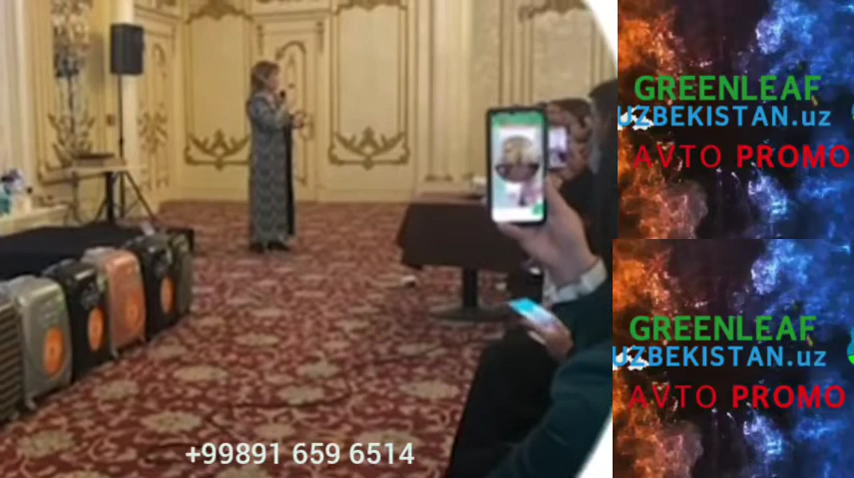 GREENLEAF
UZBEKISTAN.uz
AVTO PROMO
GREENLEAF
UZBEKISTAN.uz
AVTO PROMO
+99891 659 6514